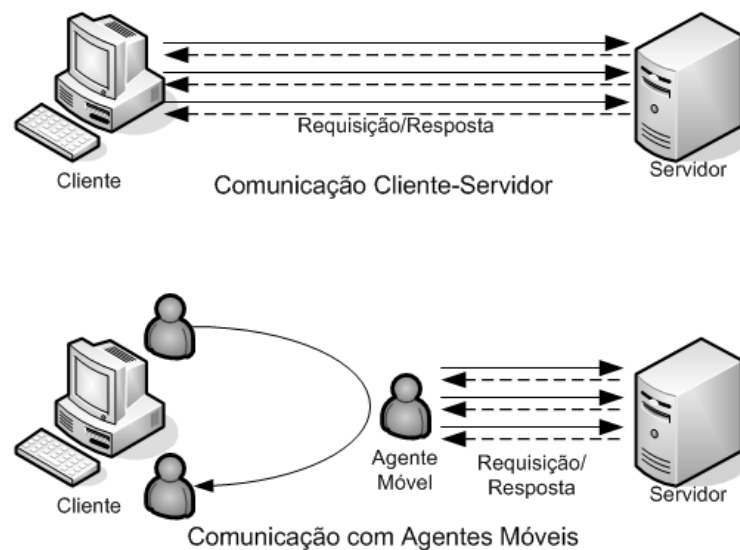 Requisição/Resposta
Cliente
Servidor
Comunicação Cliente-Servidor
Agente
Móvel
Requisição/
Resposta
Cliente
Servidor
Comunicação com Agentes Móveis